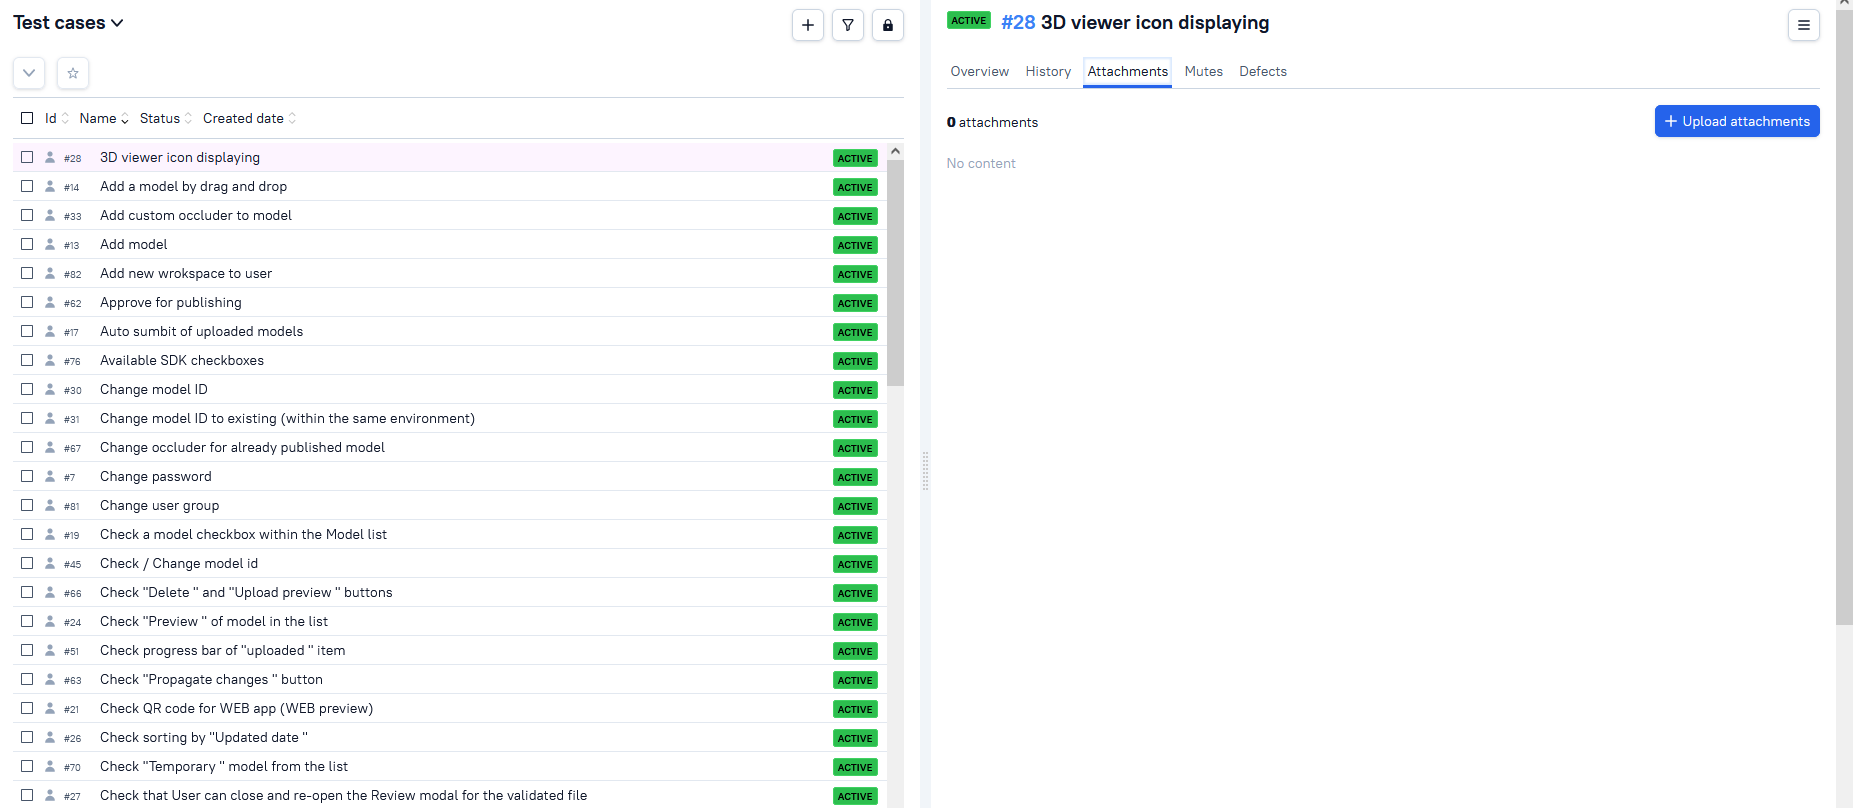 Test cases
Id Name Status Created date
#28 3D viewer icon displaying ACTIVE
#14 Add a model by drag and drop ACTIVE
#33 Add custom occluder to model ACTIVE
#13 Add model ACTIVE
#82 Add new wrokspace to user ACTIVE
#62 Approve for publishing ACTIVE
#17 Auto sumbit of uploaded models ACTIVE
#76 Available SDK checkboxes ACTIVE
#30 Change model ID ACTIVE
#31 Change model ID to existing (within the same environment) ACTIVE
#67 Change occluder for already published model ACTIVE
#7 Change password ACTIVE
#81 Change user group ACTIVE
#19 Check a model checkbox within the Model list ACTIVE
#45 Check / Change model id ACTIVE
#66 Check "Delete " and "Upload preview " buttons ACTIVE
#24 Check "Preview " of model in the list ACTIVE
#51 Check progress bar of "uploaded " item ACTIVE
#63 Check "Propagate changes " button ACTIVE
#21 Check QR code for WEB app (WEB preview) ACTIVE
#26 Check sorting by "Updated date " ACTIVE
#70 Check "Temporary " model from the list ACTIVE
#27 Check that User can close and re-open the Review modal for the validated file ACTIVE
ACTIVE #28 3D viewer icon displaying
Overview History Attachments Mutes Defects
0 attachments
+ Upload attachments
No content